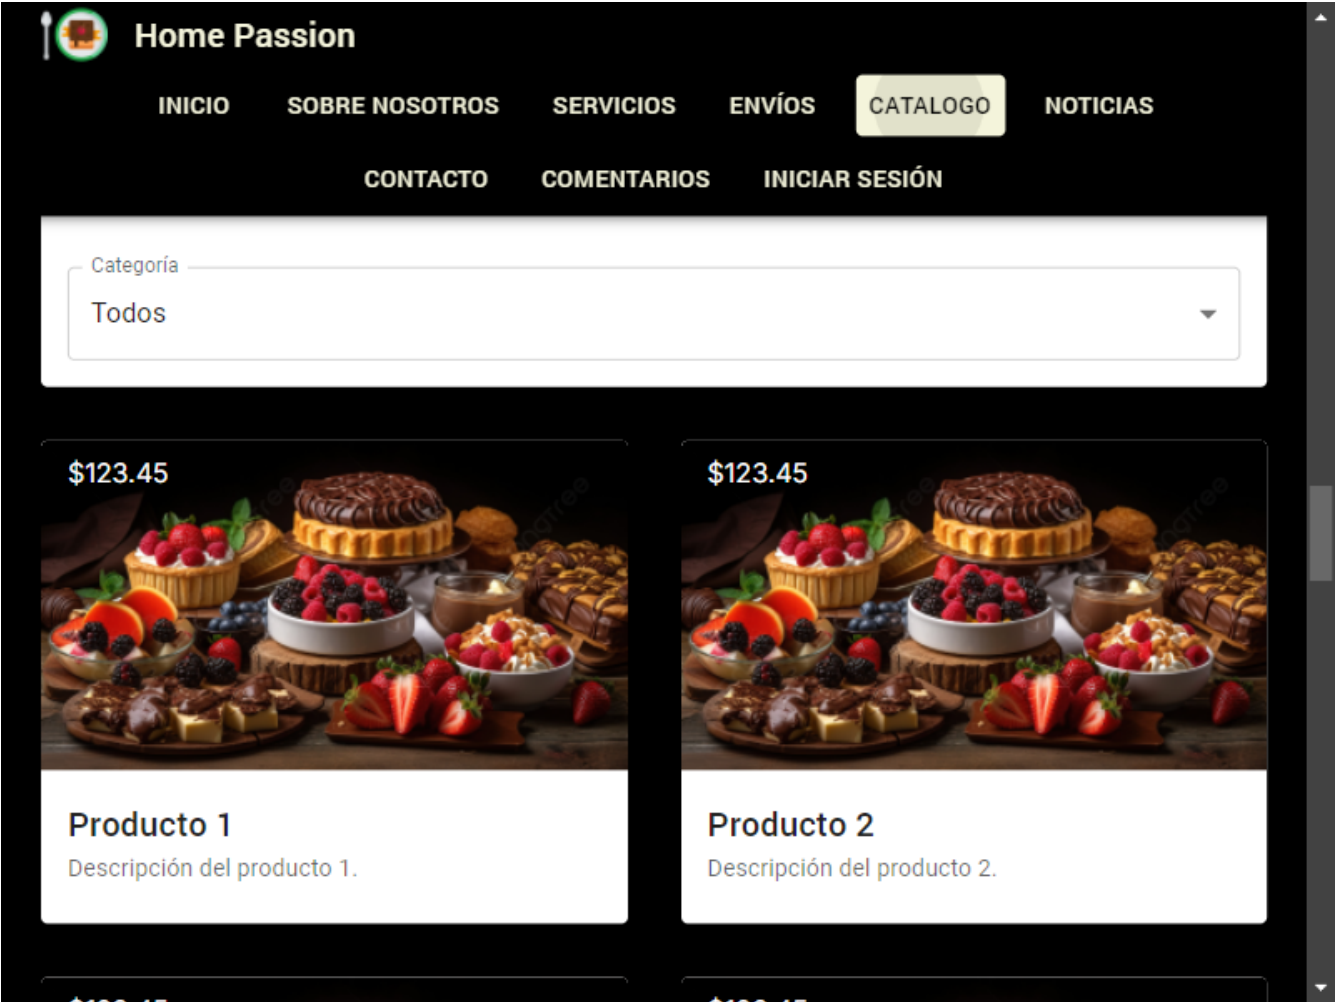 Home Passion
INICIO SOBRE NOSOTROS SERVICIOS ENVÍOS CATALOGO NOTICIAS
CONTACTO COMENTARIOS INICIAR SESIÓN
Categoría
Todos
$123.45 $123.45
Producto 1 Producto 2
Descripción del producto 1. Descripción del producto 2.